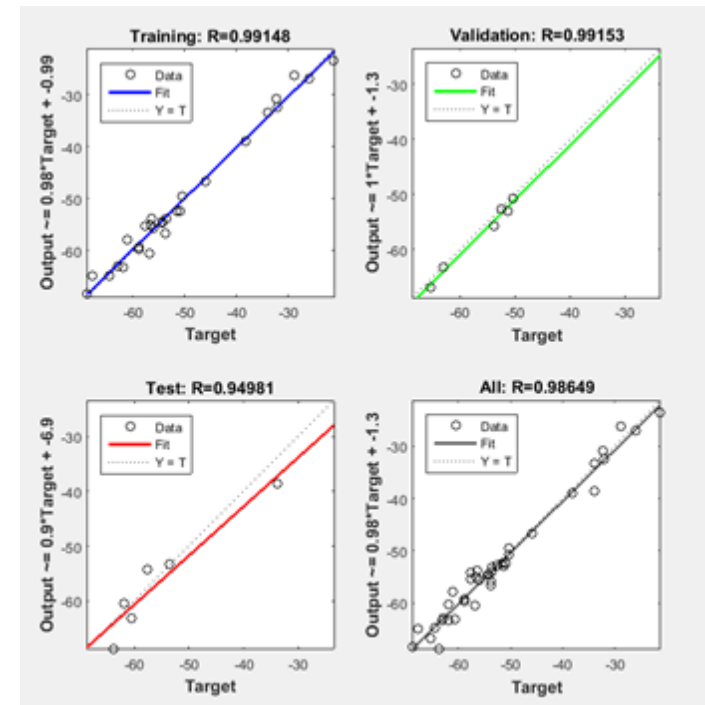 Training: R=0.99148
Output ~= 0.98*Target + -0.99
Data
Fit
Y = T
-30
-40
-50
-60
-60 -50 -40 -30
Target
Validation: R=0.99153
Output ~= 1*Target + -1.3
Data
Fit
Y = T
-30
-40
-50
-60
-60 -50 -40 -30
Target
Test: R=0.94981
Output ~= 0.9*Target + -6.9
Data
Fit
Y = T
-30
-40
-50
-60
-60 -50 -40 -30
Target
All: R=0.98649
Output ~= 0.98*Target + -1.3
Data
Fit
Y = T
-30
-40
-50
-60
-60 -50 -40 -30
Target